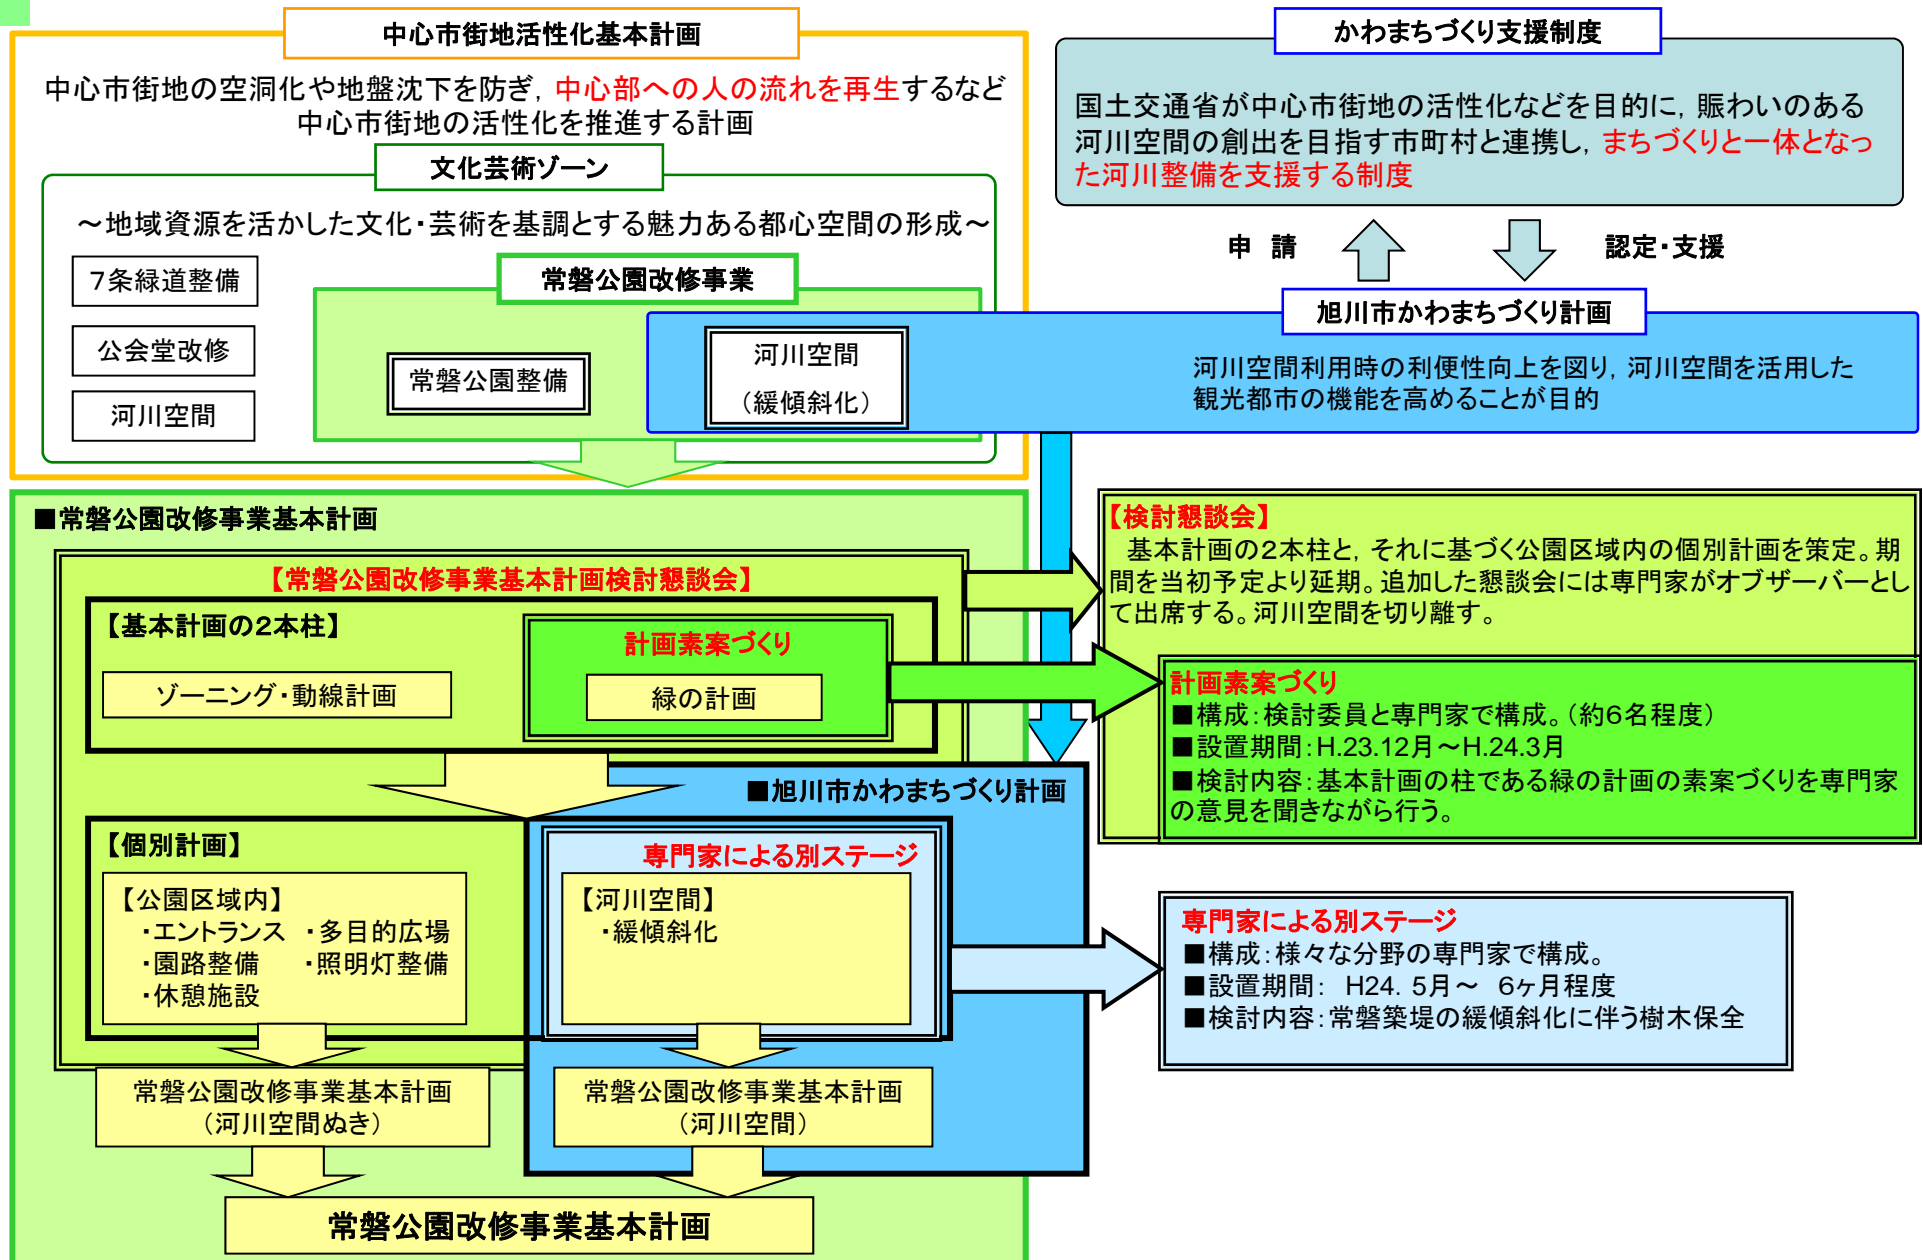 中心市街地活性化基本計画
中心市街地の空洞化や地盤沈下を防ぎ，中心部への人の流れを再生するなど
中心市街地の活性化を推進する計画
文化芸術ゾーン
～地域資源を活かした文化・芸術を基調とする魅力ある都心空間の形成～
7条緑道整備
公会堂改修
河川空間
常磐公園改修事業
常磐公園整備
河川空間
（緩傾斜化）
かわまちづくり支援制度
国土交通省が中心市街地の活性化などを目的に，賑わいのある
河川空間の創出を目指す市町村と連携し，まちづくりと一体となっ
た河川整備を支援する制度
申 請
認定・支援
旭川市かわまちづくり計画
河川空間利用時の利便性向上を図り，河川空間を活用した
観光都市の機能を高めることが目的
■常磐公園改修事業基本計画
【常磐公園改修事業基本計画検討懇談会】
【基本計画の2本柱】
ゾーニング・動線計画
計画素案づくり
緑の計画
■旭川市かわまちづくり計画
【個別計画】
【公園区域内】
・エントランス ・多目的広場
・園路整備 ・照明灯整備
・休憩施設
専門家による別ステージ
【河川空間】
・緩傾斜化
常磐公園改修事業基本計画
（河川空間ぬき）
常磐公園改修事業基本計画
（河川空間）
常磐公園改修事業基本計画
【検討懇談会】
基本計画の2本柱と，それに基づく公園区域内の個別計画を策定。期
間を当初予定より延期。追加した懇談会には専門家がオブザーバーとし
て出席する。河川空間を切り離す。
計画素案づくり
■構成：検討委員と専門家で構成。（約6名程度）
■設置期間：H.23.12月～H.24.3月
■検討内容：基本計画の柱である緑の計画の素案づくりを専門家
の意見を聞きながら行う。
専門家による別ステージ
■構成：様々な分野の専門家で構成。
■設置期間： H24. 5月～ 6ヶ月程度
■検討内容：常磐築堤の緩傾斜化に伴う樹木保全